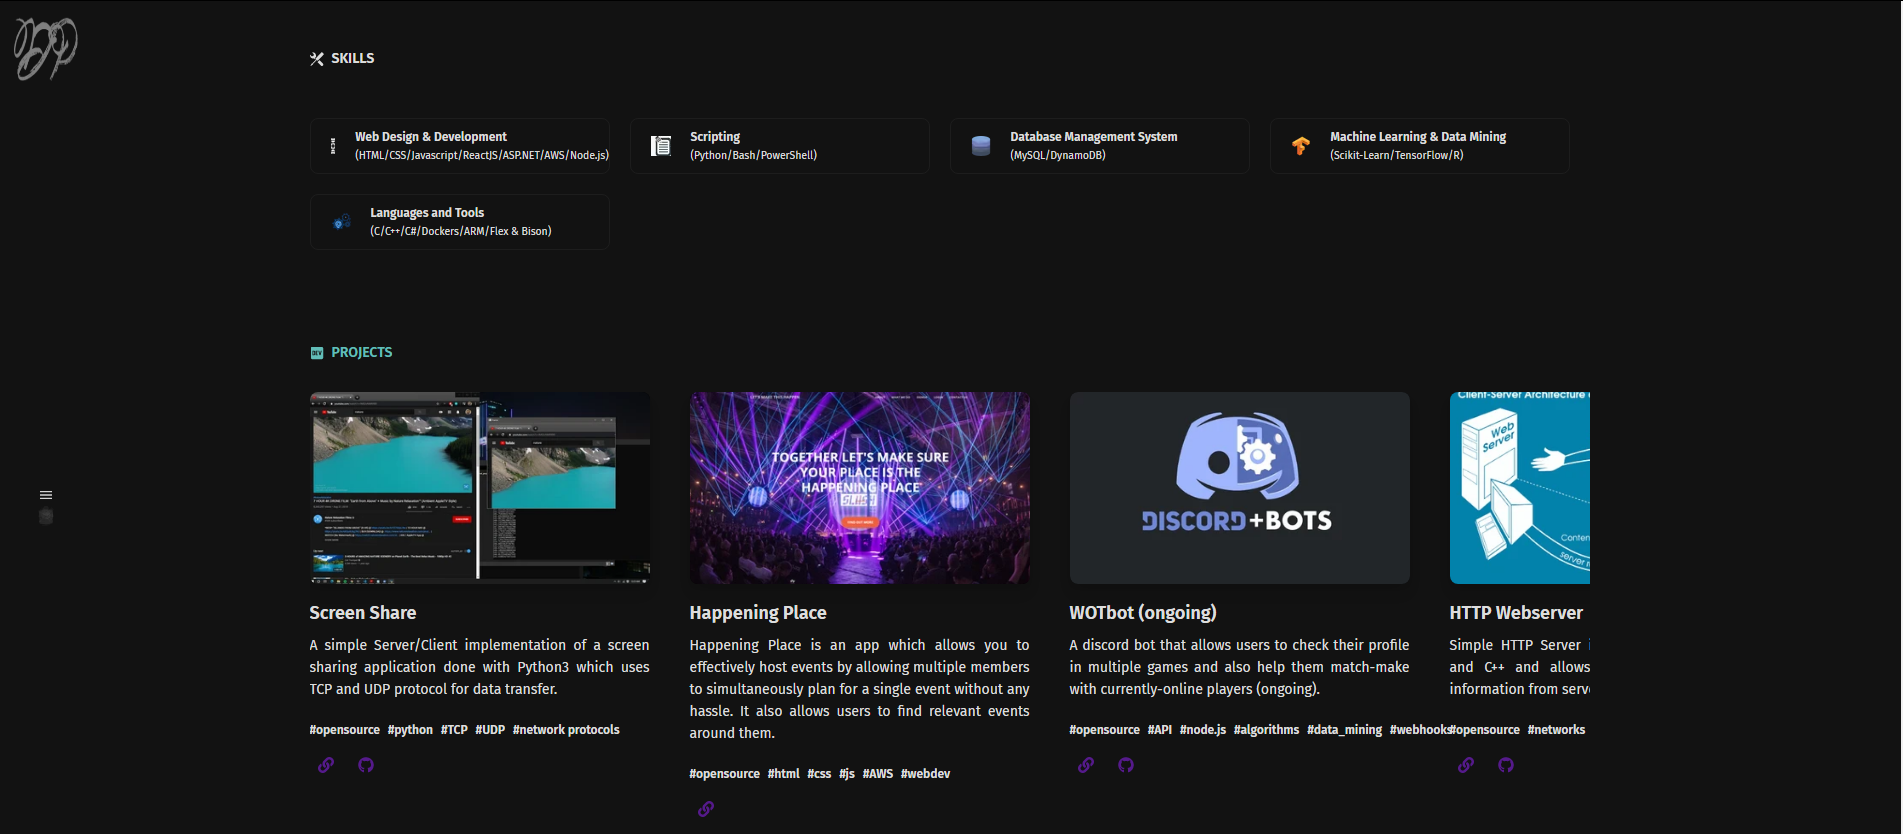 DP
SKILLS
Web Design & Development
(HTML/CSS/Javascript/ReactJS/ASP.NET/AWS/Node.js)
Scripting
(Python/Bash/PowerShell)
Database Management System
(MySQL/DynamoDB)
Machine Learning & Data Mining
(Scikit-Learn/TensorFlow/R)
Languages and Tools
(C/C++/C#/Dockers/ARM/Flex & Bison)
DEV PROJECTS
Screen Share
A simple Server/Client implementation of a screen
sharing application done with Python3 which uses
TCP and UDP protocol for data transfer.
#opensource #python #TCP #UDP #network protocols
TOGETHER LET'S MAKE SURE
YOUR PLACE IS THE
HAPPENING PLACE
FIND OUT MORE
Happening Place
Happening Place is an app which allows you to
effectively host events by allowing multiple members
to simultaneously plan for a single event without any
hassle. It also allows users to find relevant events
around them.
#opensource #html #css #js #AWS #webdev
DISCORD+BOTS
WOTbot (ongoing)
A discord bot that allows users to check their profile
in multiple games and also help them match-make
with currently-online players (ongoing).
#opensource #API #node.js #algorithms #data_mining #webhooks
Client-Server Architecture
Web
Server
Conten
server r
HTTP Webserver
Simple HTTP Server
and C++ and allows
information from serv
#opensource #networks